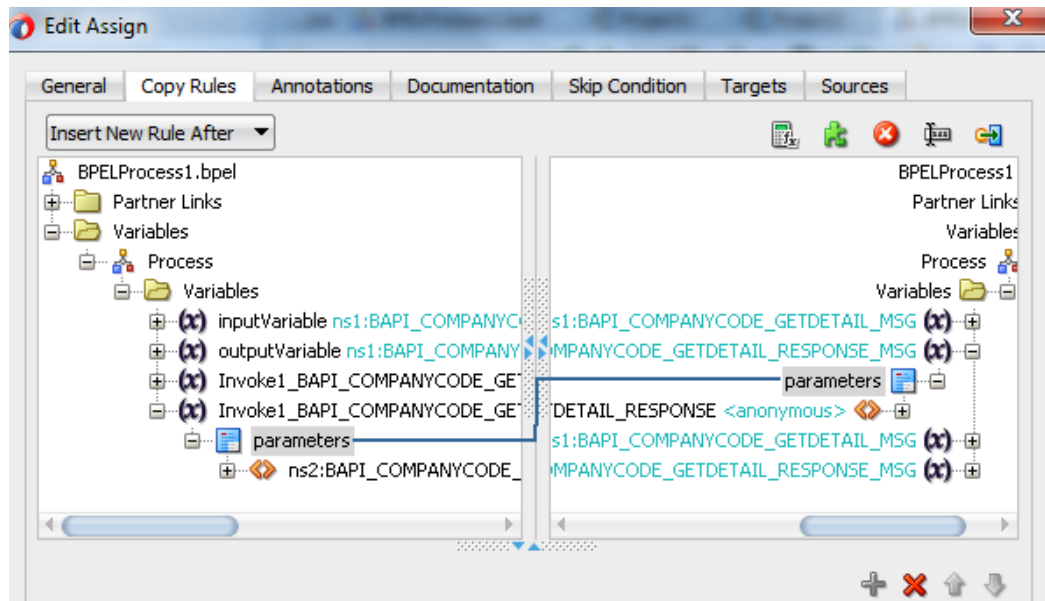 Edit Assign
General Copy Rules Annotations Documentation Skip Condition Targets Sources
Insert New Rule After
BPELProcess1.bpel
Partner Links
Variables
Process
Variables
inputVariable ns1:BAPI_COMPANYC
outputVariable ns1:BAPI_COMPANY
Invoke1_BAPI_COMPANYCODE_GET
Invoke1_BAPI_COMPANYCODE_GET
parameters
ns2:BAPI_COMPANYCODE_
BPELProcess1
Partner Links
Variables
Process
Variables
s1:BAPI_COMPANYCODE_GETDETAIL_MSG (x)
OMPANYCODE_GETDETAIL_RESPONSE_MSG (x)
parameters
DETAIL_RESPONSE <anonymous>
s1:BAPI_COMPANYCODE_GETDETAIL_MSG (x)
OMPANYCODE_GETDETAIL_RESPONSE_MSG (x)